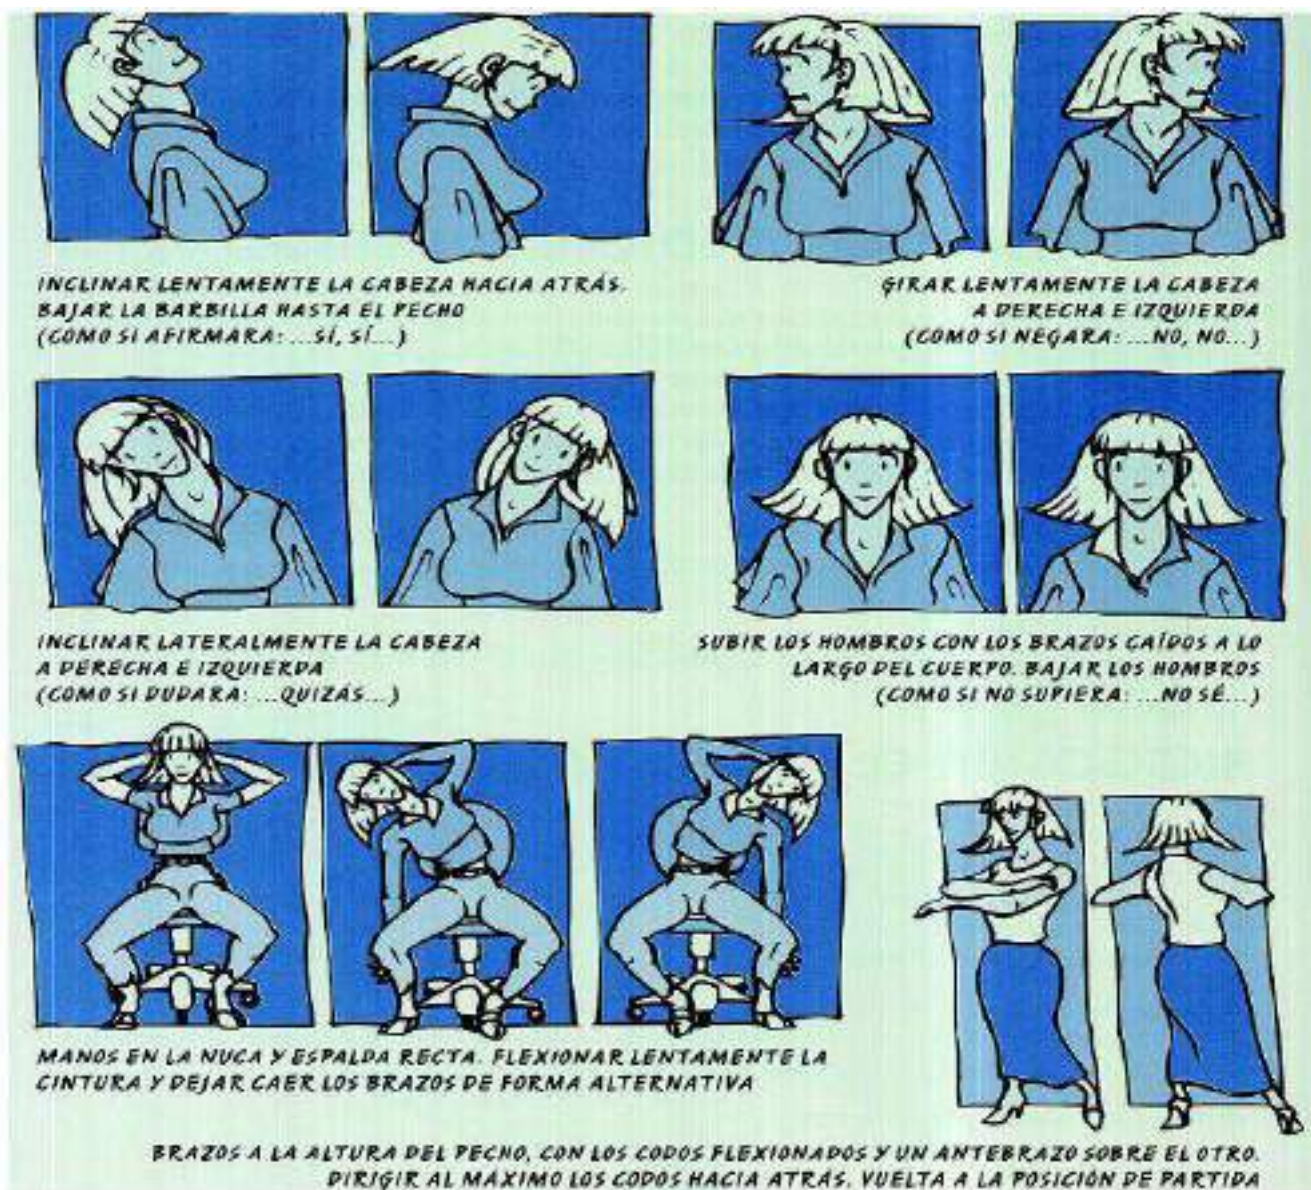 INCLINAR LENTAMENTE LA CABEZA HACIA ATRÁS.
BAJAR LA BARBILLA HASTA EL PECHO
(COMO SI AFIRMARA: ...SÍ, SÍ...)
GIRAR LENTAMENTE LA CABEZA
A DERECHA E IZQUIERDA
(COMO SI NEGARA: ...NO, NO...)
INCLINAR LATERALMENTE LA CABEZA
A DERECHA E IZQUIERDA
(COMO SI DUDARA: ...QUIZÁS...)
SUBIR LOS HOMBROS CON LOS BRAZOS CAÍDOS A LO
LARGO DEL CUERPO. BAJAR LOS HOMBROS
(COMO SI NO SUPIERA: ...NO SÉ...)
MANOS EN LA NUCA Y ESPALDA RECTA. FLEXIONAR LENTAMENTE LA
CINTURA Y DEJAR CAER LOS BRAZOS DE FORMA ALTERNATIVA
BRAZOS A LA ALTURA DEL PECHO, CON LOS CODOS FLEXIONADOS Y UN ANTEBRAZO SOBRE EL OTRO.
DIRIGIR AL MÁXIMO LOS CODOS HACIA ATRÁS. VUELTA A LA POSICIÓN DE PARTIDA